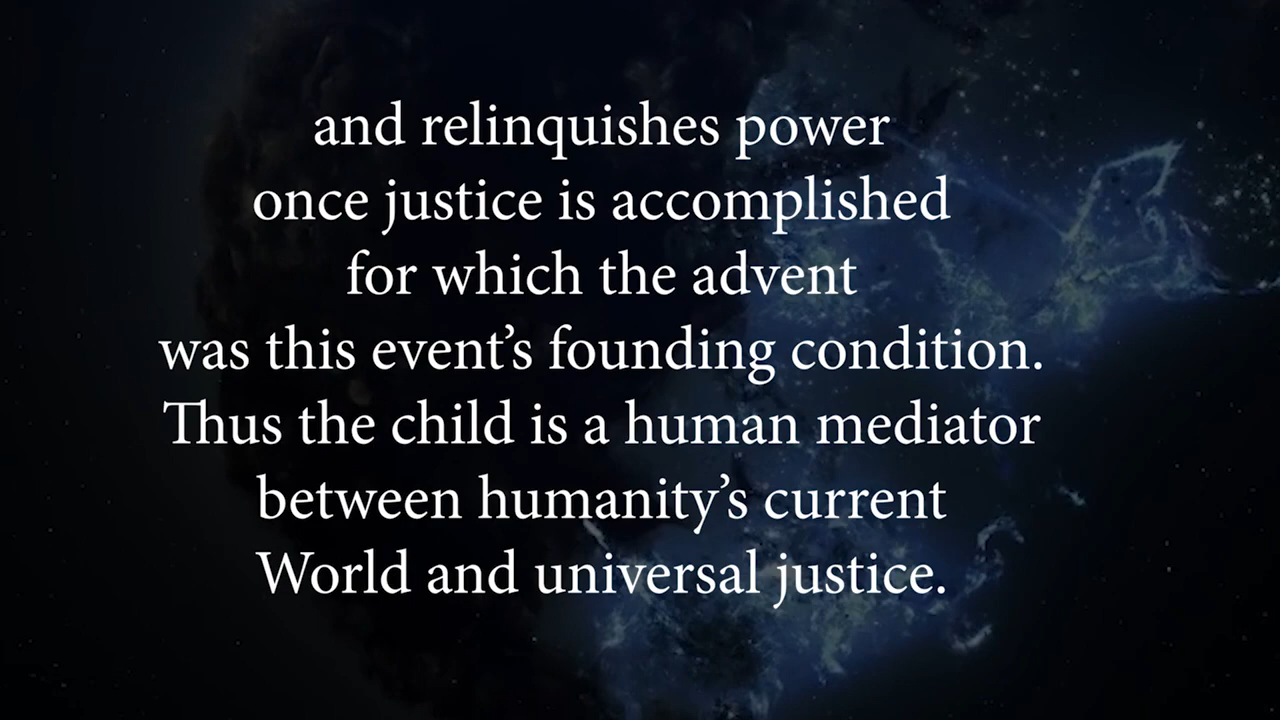 and relinquishes power
once justice is accomplished
for which the advent
was this event’s founding condition.
Thus the child is a human mediator
between humanity’s current
World and universal justice.